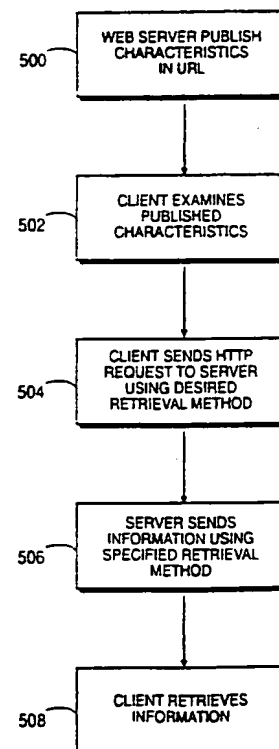 500
WEB SERVER PUBLISH
CHARACTERISTICS
IN URL
502
CLIENT EXAMINES
PUBLISHED
CHARACTERISTICS
504
CLIENT SENDS HTTP
REQUEST TO SERVER
USING DESIRED
RETRIEVAL METHOD
506
SERVER SENDS
INFORMATION USING
SPECIFIED RETRIEVAL
METHOD
508
CLIENT RETRIEVES
INFORMATION